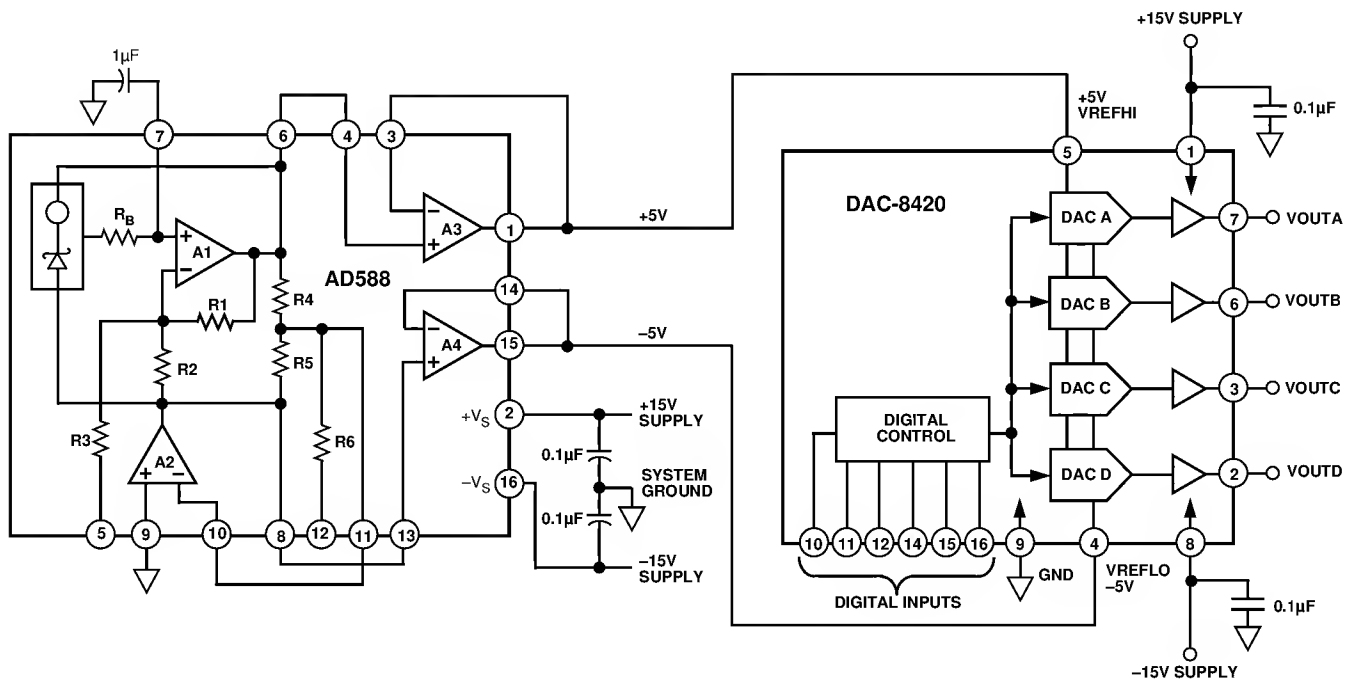 +15V SUPPLY
1µF
+5V
VREFHI
0.1µF
7
6
4
3
5
1
R_B
+
A1
−
−
A3
+
1
+5V
DAC-8420
DAC A
7
VOUTA
AD588
R4
R1
14
DAC B
6
VOUTB
−
A4
+
15
−5V
R2
R5
DAC C
3
VOUTC
+V_S
2
+15V
SUPPLY
DIGITAL
CONTROL
R3
R6
0.1µF
A2
+
−
−V_S
16
SYSTEM
GROUND
DAC D
2
VOUTD
0.1µF
5
9
10
8
12
11
13
10
11
12
14
15
16
9
4
8
−15V
SUPPLY
GND
VREFLO
−5V
DIGITAL INPUTS
0.1µF
−15V SUPPLY